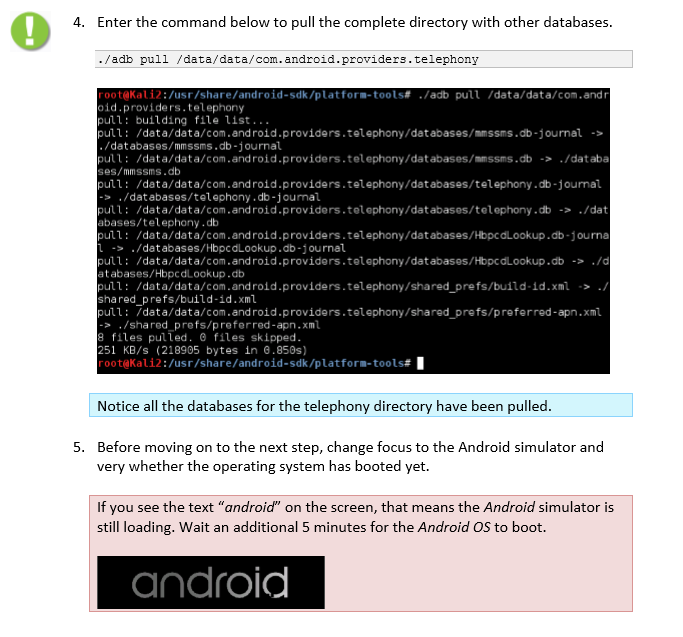 !
4. Enter the command below to pull the complete directory with other databases.
./adb pull /data/data/com.android.providers.telephony
root@Kali2:/usr/share/android-sdk/platform-tools# ./adb pull /data/data/com.andr
oid.providers.telephony
pull: building file list...
pull: /data/data/com.android.providers.telephony/databases/mmssms.db-journal ->
./databases/mmssms.db-journal
pull: /data/data/com.android.providers.telephony/databases/mmssms.db -> ./databa
ses/mmssms.db
pull: /data/data/com.android.providers.telephony/databases/telephony.db-journal
-> ./databases/telephony.db-journal
pull: /data/data/com.android.providers.telephony/databases/telephony.db -> ./dat
abases/telephony.db
pull: /data/data/com.android.providers.telephony/databases/HbpcdLookup.db-journa
l -> ./databases/HbpcdLookup.db-journal
pull: /data/data/com.android.providers.telephony/databases/HbpcdLookup.db -> ./d
atabases/HbpcdLookup.db
pull: /data/data/com.android.providers.telephony/shared_prefs/build-id.xml -> ./
shared_prefs/build-id.xml
pull: /data/data/com.android.providers.telephony/shared_prefs/preferred-apn.xml
-> ./shared_prefs/preferred-apn.xml
8 files pulled. 0 files skipped.
251 KB/s (218905 bytes in 0.850s)
root@Kali2:/usr/share/android-sdk/platform-tools#
Notice all the databases for the telephony directory have been pulled.
5. Before moving on to the next step, change focus to the Android simulator and
very whether the operating system has booted yet.
If you see the text “android” on the screen, that means the Android simulator is
still loading. Wait an additional 5 minutes for the Android OS to boot.
android